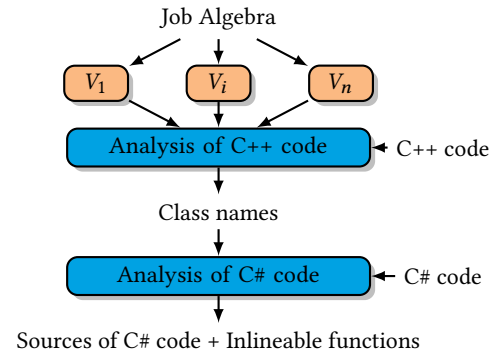 Job Algebra
V1 Vi Vn
Analysis of C++ code
C++ code
Class names
Analysis of C# code
C# code
Sources of C# code + Inlineable functions